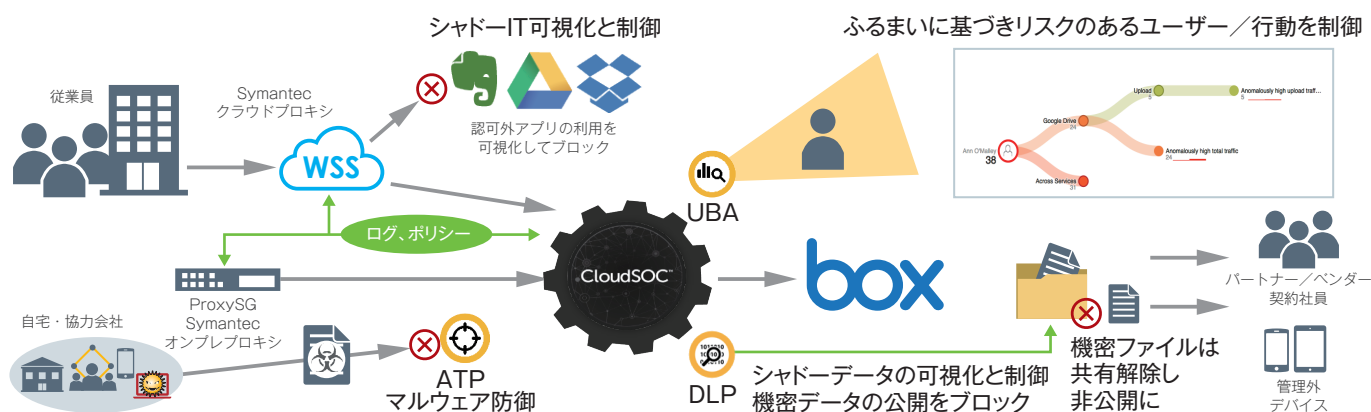 シャドーIT可視化と制御
ふるまいに基づきリスクのあるユーザー／行動を制御
従業員
Symantec
クラウドプロキシ
WSS
認可外アプリの利用を
可視化してブロック
UBA
Upload
5
Anomalously high upload traff...
5
Google Drive
24
Ann O'Malley
38
Anomalously high total traffic
24
Across Services
31
ログ、ポリシー
CloudSOC™
box
ProxySG
Symantec
オンプレプロキシ
自宅・協力会社
ATP
マルウェア防御
DLP
シャドーデータの可視化と制御
機密データの公開をブロック
機密ファイルは
共有解除し
非公開に
パートナー／ベンダー
契約社員
管理外
デバイス